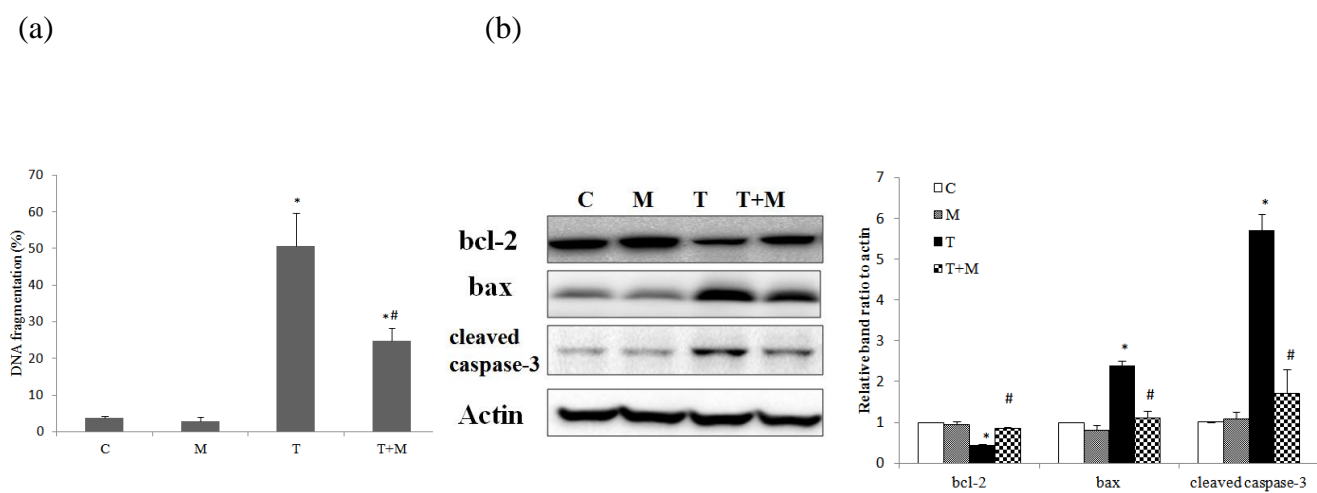 (a)
(b)
70
60
50
40
30
20
10
0
DNA fragmentation (%)
*
*#
C M T T+M
C M T T+M
bcl-2
bax
cleaved
caspase-3
Actin
7
6
5
4
3
2
1
0
Relative band ratio to actin
C
M
T
T+M
*
#
*
#
*
#
bcl-2 bax cleaved caspase-3